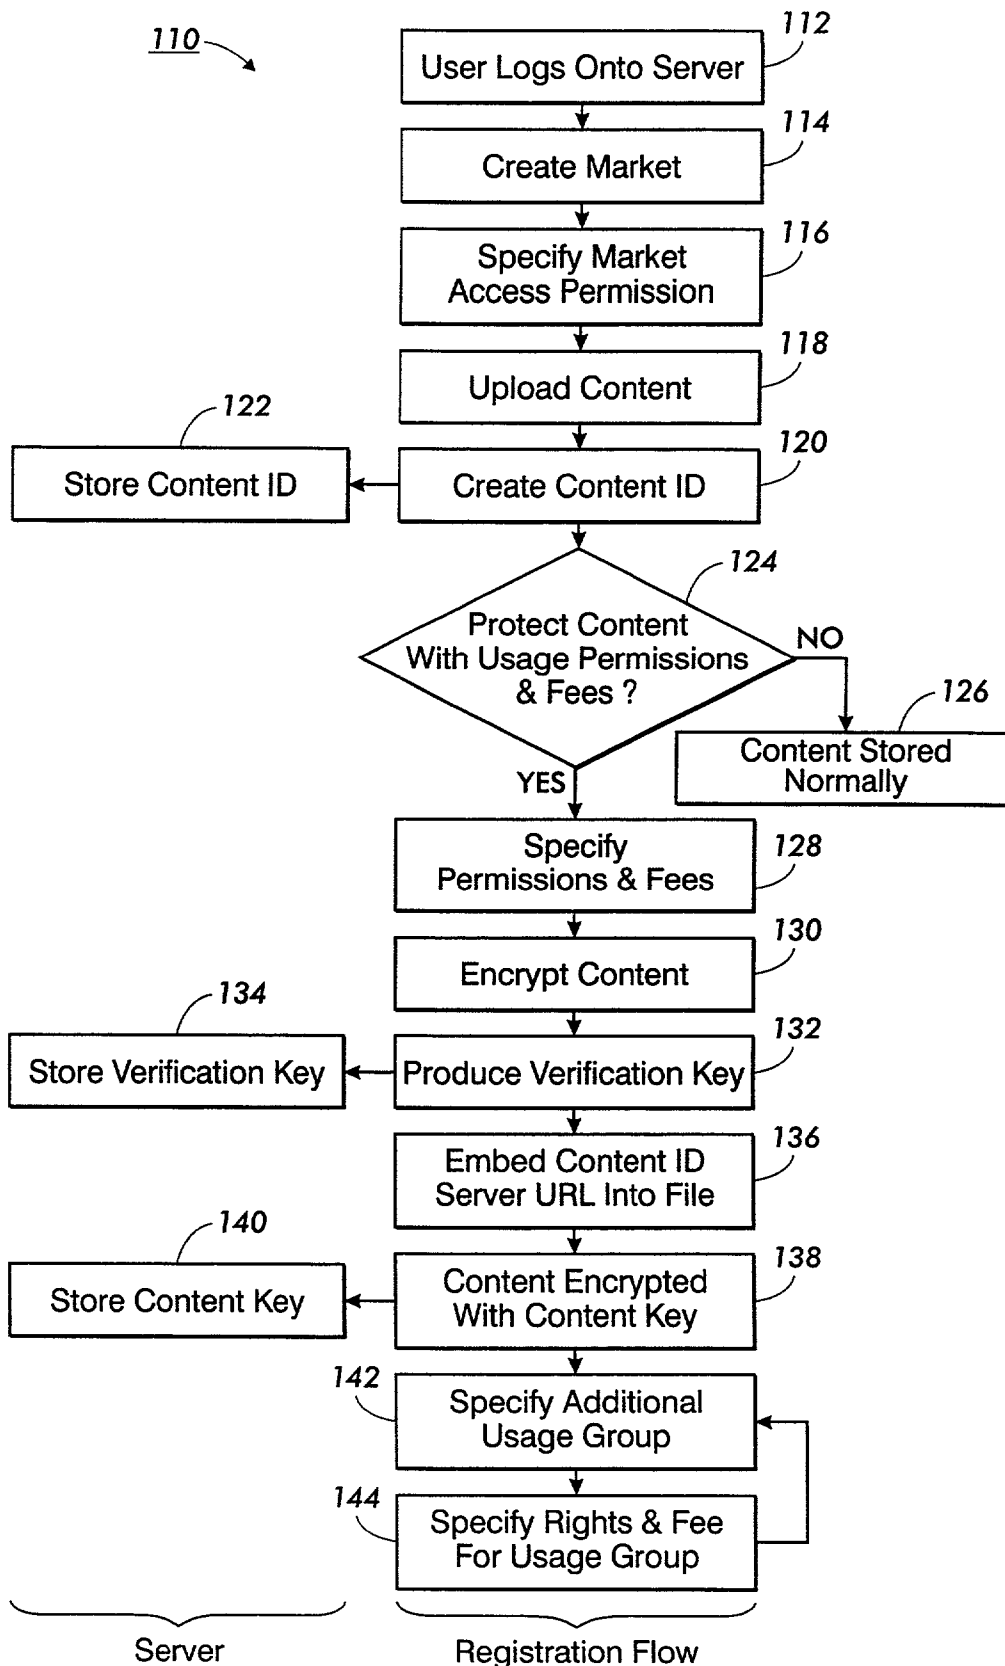 110
112
User Logs Onto Server
114
Create Market
116
Specify Market
Access Permission
118
Upload Content
122
120
Store Content ID
Create Content ID
124
Protect Content
With Usage Permissions
& Fees ?
NO
126
Content Stored
Normally
YES
128
Specify
Permissions & Fees
130
Encrypt Content
134
132
Store Verification Key
Produce Verification Key
136
Embed Content ID
Server URL Into File
140
138
Store Content Key
Content Encrypted
With Content Key
142
Specify Additional
Usage Group
144
Specify Rights & Fee
For Usage Group
Server
Registration Flow